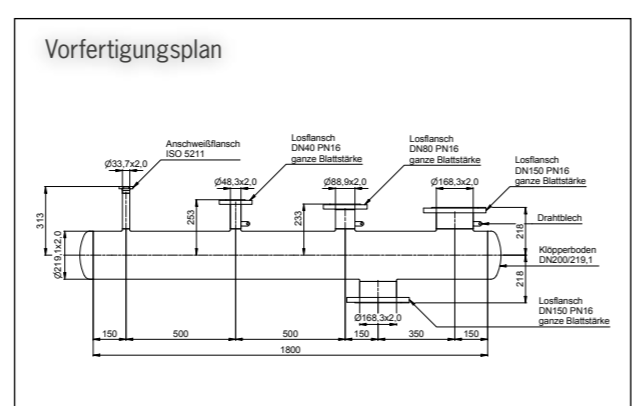 Vorfertigungsplan
Anschweißflansch
ISO 5211
Ø33,7x2,0
Losflansch
DN40 PN16
ganze Blattstärke
Ø48,3x2,0
Losflansch
DN80 PN16
ganze Blattstärke
Ø88,9x2,0
Losflansch
DN150 PN16
ganze Blattstärke
Ø168,3x2,0
Drahtblech
313
Ø219,1x2,0
253
233
218
Klöpperboden
DN200/219,1
218
Losflansch
DN150 PN16
ganze Blattstärke
Ø168,3x2,0
150
500
500
150
350
150
1800